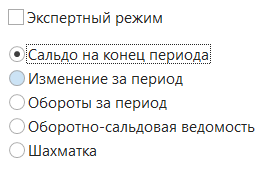 Экспертный режим
Сальдо на конец периода
Изменение за период
Обороты за период
Оборотно-сальдовая ведомость
Шахматка